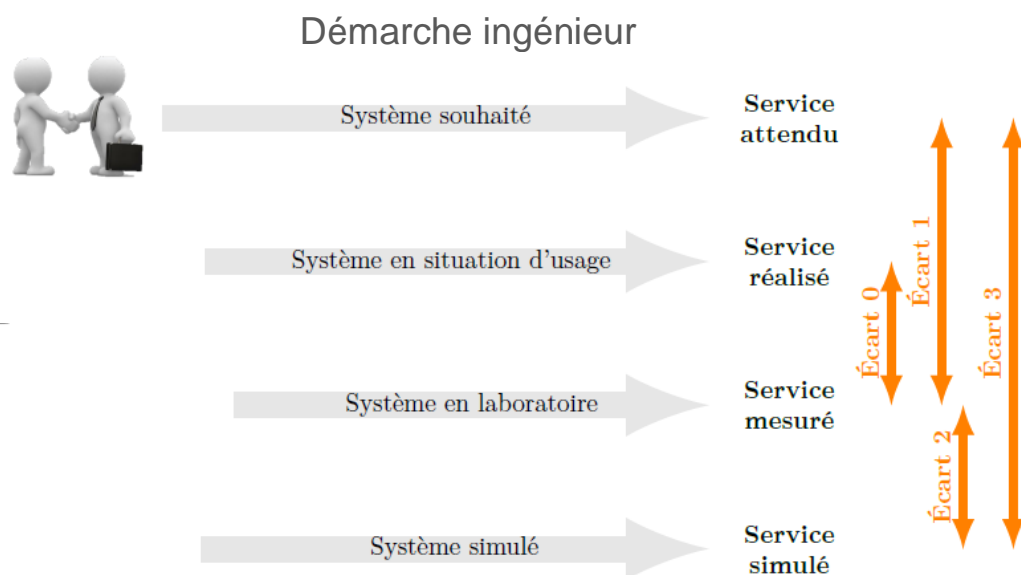 Démarche ingénieur
Système souhaité
Service
attendu
Système en situation d'usage
Service
réalisé
Écart 0
Écart 1
Écart 3
Système en laboratoire
Service
mesuré
Écart 2
Système simulé
Service
simulé